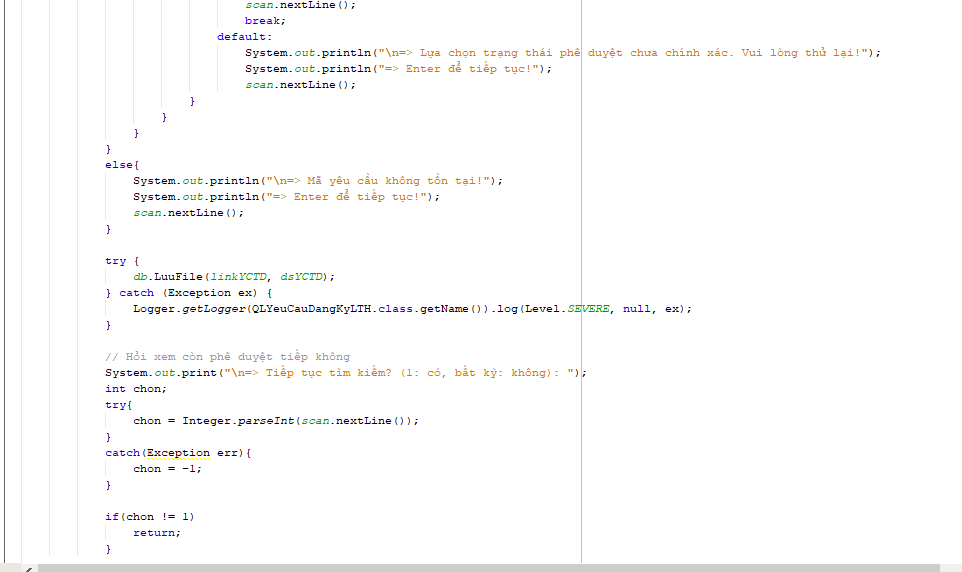 scan.nextLine();
break;
default:
System.out.println("\n=> Lựa chọn trạng thái phê duyệt chưa chính xác. Vui lòng thử lại!");
System.out.println("=> Enter để tiếp tục!");
scan.nextLine();
}
}
}
}
else{
System.out.println("\n=> Mã yêu cầu không tồn tại!");
System.out.println("=> Enter để tiếp tục!");
scan.nextLine();
}
try {
db.LuuFile(linkYCTD, dsYCTD);
} catch (Exception ex) {
Logger.getLogger(QLYeuCauDangKyLTH.class.getName()).log(Level.SEVERE, null, ex);
}
// Hỏi xem còn phê duyệt tiếp không
System.out.print("\n=> Tiếp tục tìm kiếm? (1: có, bất kỳ: không): ");
int chon;
try{
chon = Integer.parseInt(scan.nextLine());
}
catch(Exception err){
chon = -1;
}
if(chon != 1)
return;
}